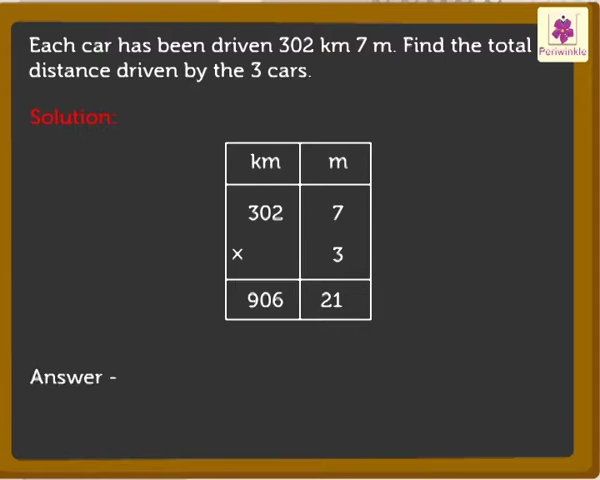 Each car has been driven 302 km 7 m. Find the total
distance driven by the 3 cars.
Periwinkle
Solution:
km m
302 7
x 3
906 21
Answer -